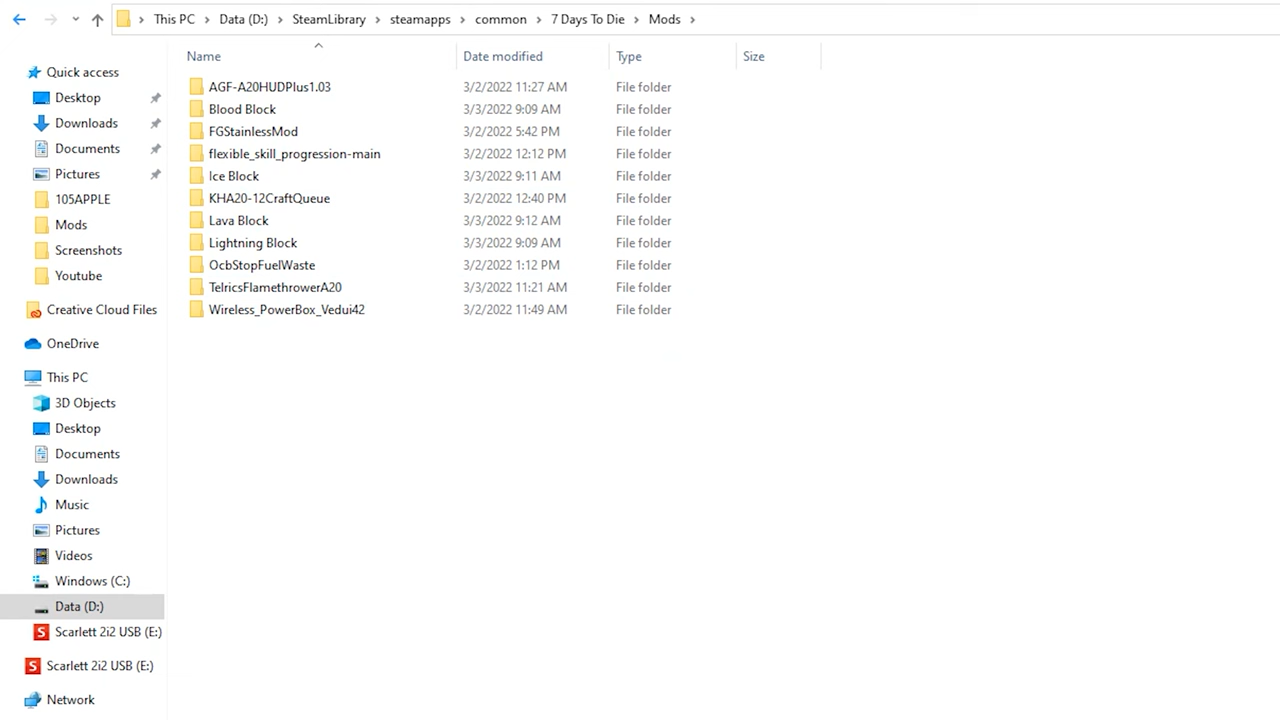 This PC > Data (D:) > SteamLibrary > steamapps > common > 7 Days To Die > Mods >
Name Date modified Type Size
AGF-A20HUDPlus1.03 3/2/2022 11:27 AM File folder
Blood Block 3/3/2022 9:09 AM File folder
FGStainlessMod 3/2/2022 5:42 PM File folder
flexible_skill_progression-main 3/2/2022 12:12 PM File folder
Ice Block 3/3/2022 9:11 AM File folder
KHA20-12CraftQueue 3/2/2022 12:40 PM File folder
Lava Block 3/3/2022 9:12 AM File folder
Lightning Block 3/3/2022 9:09 AM File folder
OcbStopFuelWaste 3/2/2022 1:12 PM File folder
TelricsFlamethrowerA20 3/3/2022 11:21 AM File folder
Wireless_PowerBox_Vedui42 3/2/2022 11:49 AM File folder
Quick access
Desktop
Downloads
Documents
Pictures
105APPLE
Mods
Screenshots
Youtube
Creative Cloud Files
OneDrive
This PC
3D Objects
Desktop
Documents
Downloads
Music
Pictures
Videos
Windows (C:)
Data (D:)
S Scarlett 2i2 USB (E:)
S Scarlett 2i2 USB (E:)
Network